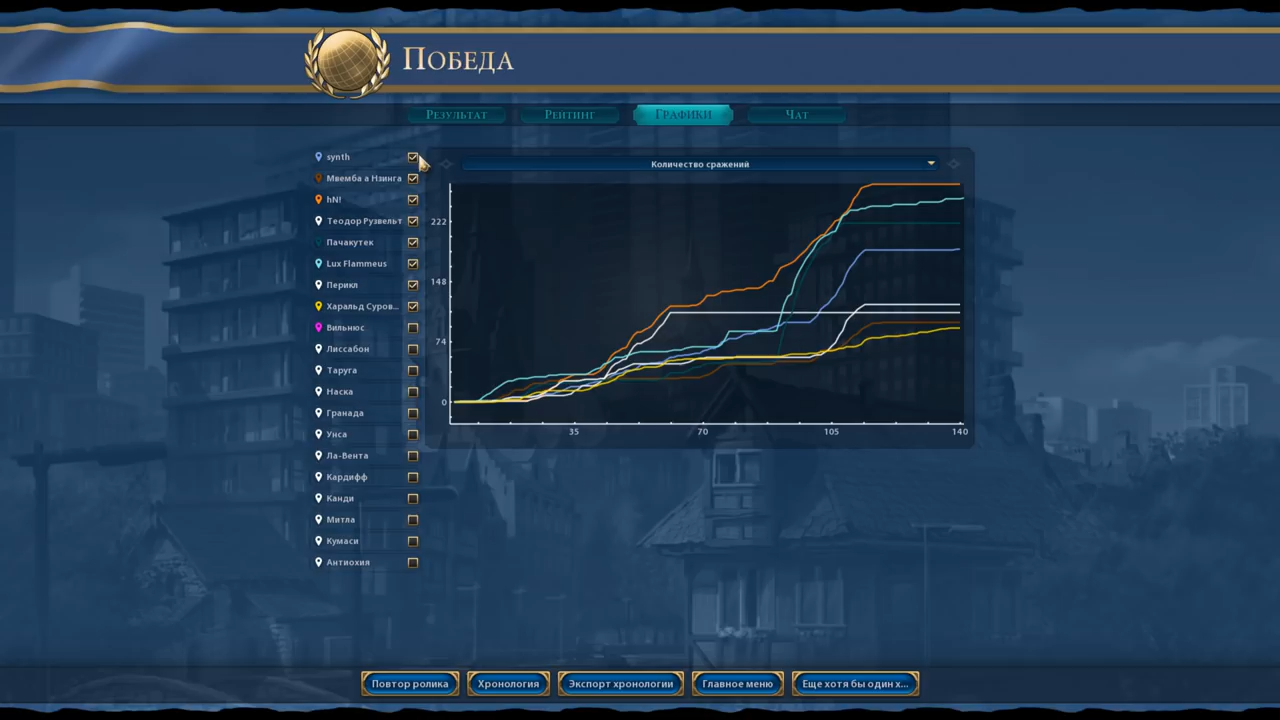 Победа
Результат
Рейтинг
Графики
Чат
synth
Мвемба а Нзинга
hN!
Теодор Рузвельт
Пачакутек
Lux Flammeus
Перикл
Харальд Суров...
Вильнюс
Лиссабон
Таруга
Наска
Гранада
Унса
Ла-Вента
Кардифф
Канди
Митла
Кумаси
Антиохия
Количество сражений
222
148
74
0
35
70
105
140
Повтор ролика
Хронология
Экспорт хронологии
Главное меню
Еще хотя бы один х...